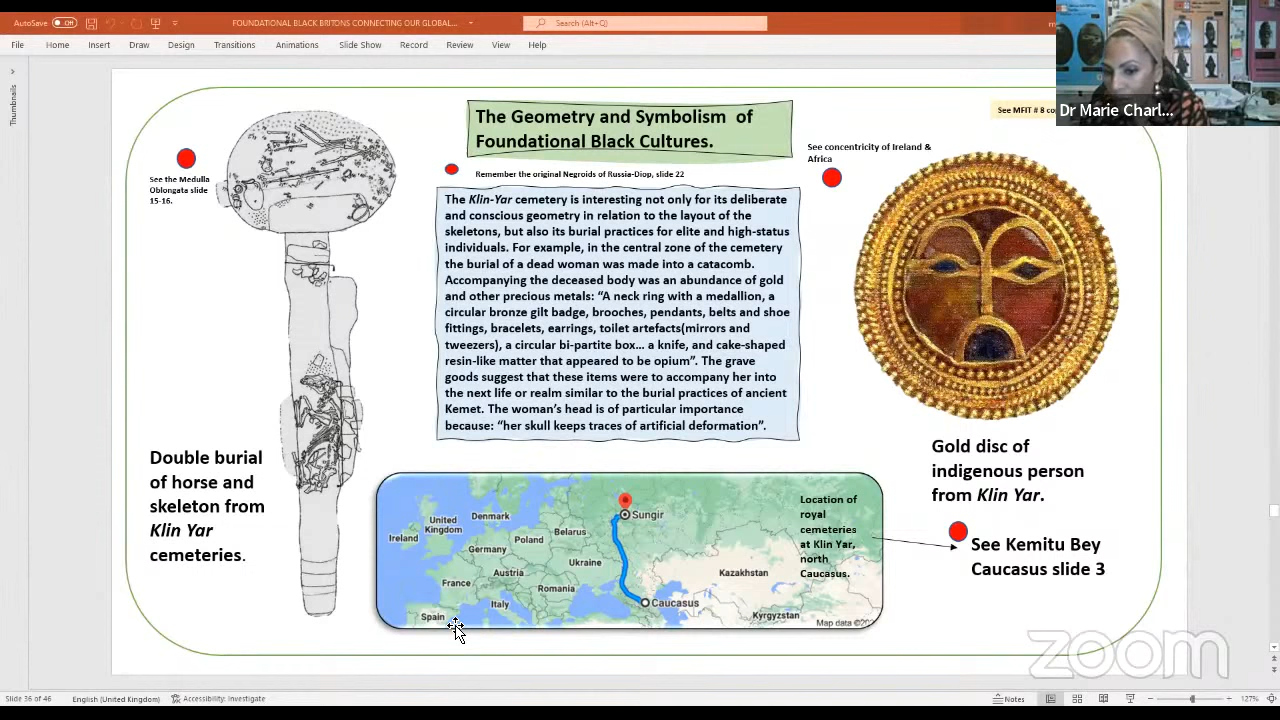 AutoSave
Off
FOUNDATIONAL BLACK BRITONS CONNECTING OUR GLOBAL...
Search (Alt+Q)
File
Home
Insert
Draw
Design
Transitions
Animations
Slide Show
Record
Review
View
Help
Thumbnails
Dr Marie Charl...
See MFIT # 8 co
The Geometry and Symbolism of
Foundational Black Cultures.
See the Medulla
Oblongata slide
15-16.
Remember the original Negroids of Russia-Diop, slide 22
See concentricity of Ireland &
Africa
The Klin-Yar cemetery is interesting not only for its deliberate
and conscious geometry in relation to the layout of the
skeletons, but also its burial practices for elite and high-status
individuals. For example, in the central zone of the cemetery
the burial of a dead woman was made into a catacomb.
Accompanying the deceased body was an abundance of gold
and other precious metals: “A neck ring with a medallion, a
circular bronze gilt badge, brooches, pendants, belts and shoe
fittings, bracelets, earrings, toilet artefacts(mirrors and
tweezers), a circular bi-partite box... a knife, and cake-shaped
resin-like matter that appeared to be opium”. The grave
goods suggest that these items were to accompany her into
the next life or realm similar to the burial practices of ancient
Kemet. The woman’s head is of particular importance
because: “her skull keeps traces of artificial deformation”.
Double burial
of horse and
skeleton from
Klin Yar
cemeteries.
Gold disc of
indigenous person
from Klin Yar.
See Kemitu Bey
Caucasus slide 3
Location of
royal
cemeteries
at Klin Yar,
north
Caucasus.
Sungir
United
Kingdom
Ireland
Denmark
Belarus
Poland
Germany
Ukraine
Austria
Kazakhstan
France
Romania
Italy
Caucasus
Spain
Kyrgyzstan
Map data ©202
zoom
Slide 36 of 46
English (United Kingdom)
Accessibility: Investigate
Notes
127%